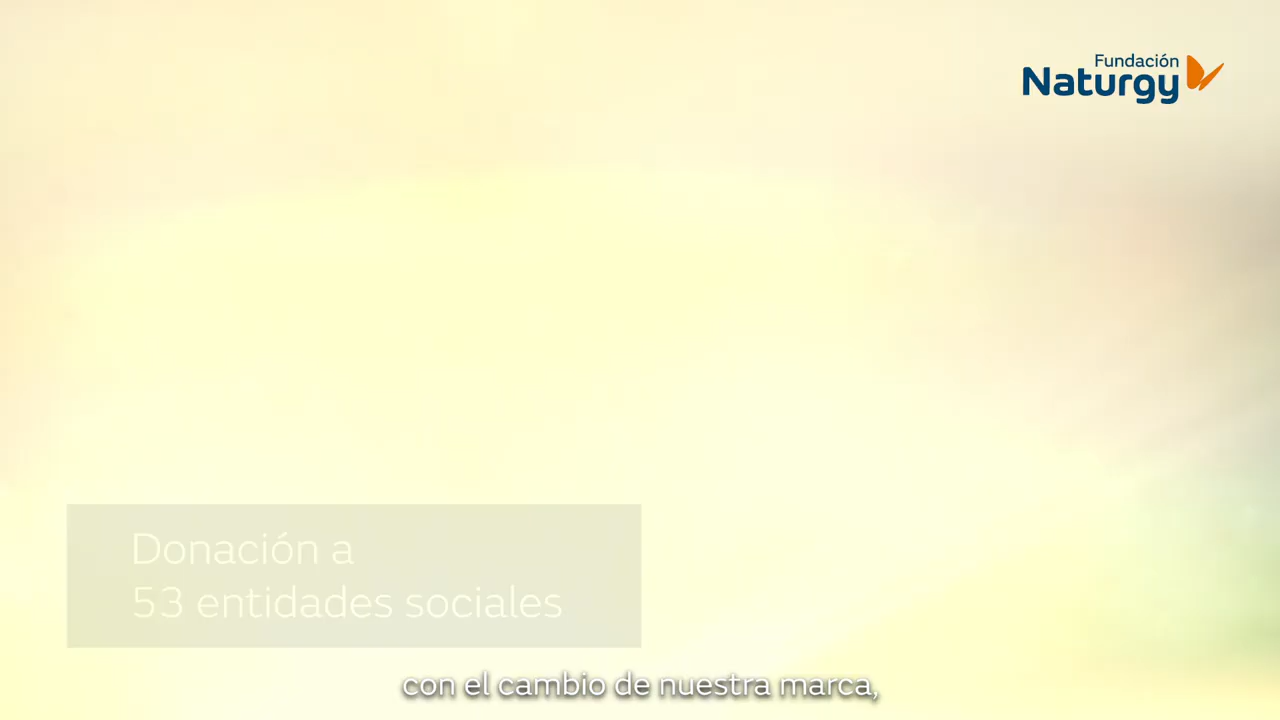 Fundación
Naturgy
Donación a
53 entidades sociales
con el cambio de nuestra marca,